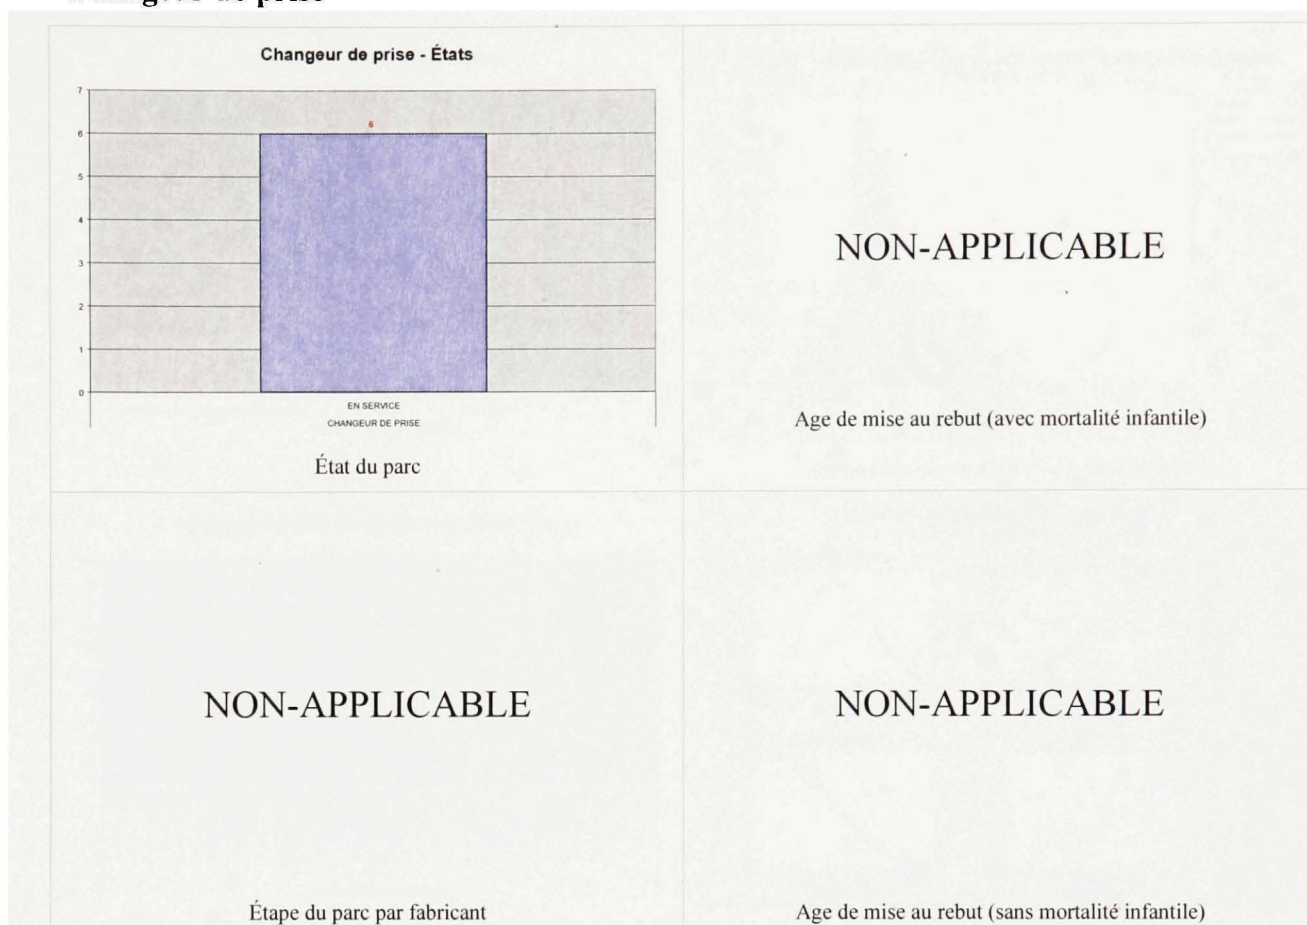 Changeur de prise - États
7
6
6
5
4
3
2
1
0
EN SERVICE
CHANGEUR DE PRISE
État du parc
NON-APPLICABLE
Age de mise au rebut (avec mortalité infantile)
NON-APPLICABLE
Étape du parc par fabricant
NON-APPLICABLE
Age de mise au rebut (sans mortalité infantile)